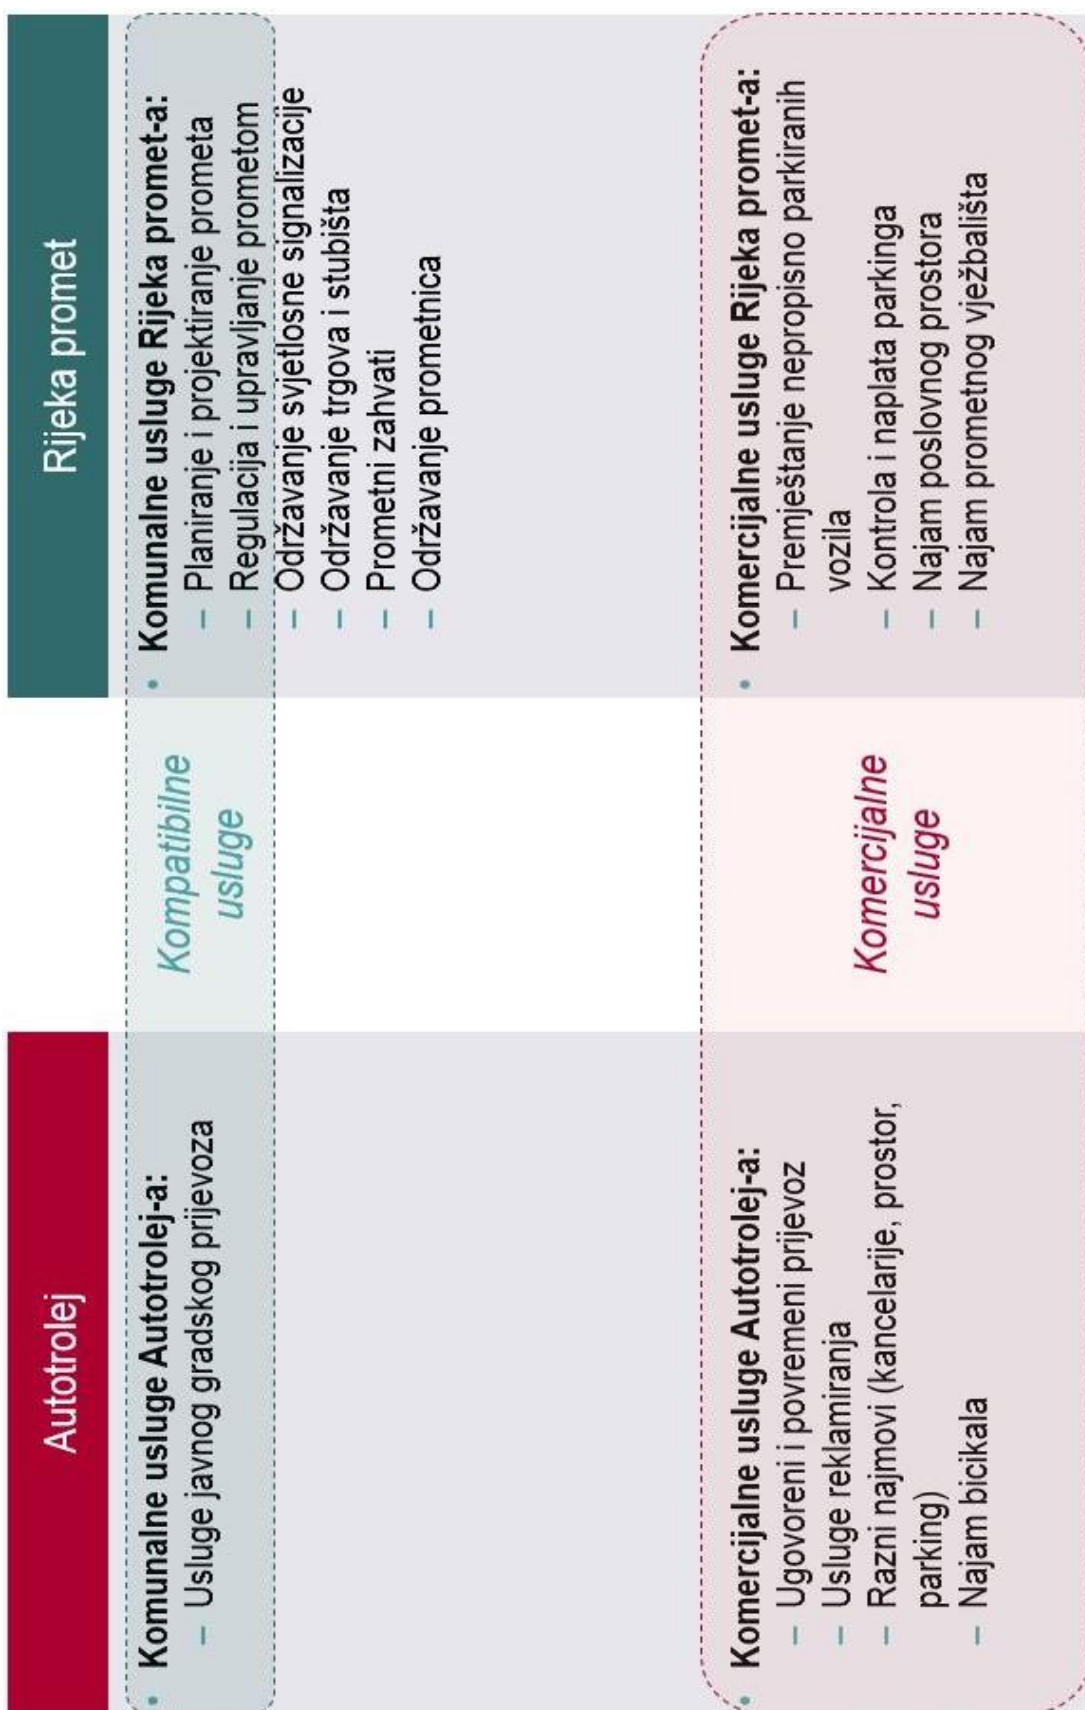 Autotrolej
• Komunalne usluge Autotrolej-a:
– Usluge javnog gradskog prijevoza
• Komercijalne usluge Autotrolej-a:
– Ugovoreni i povremeni prijevoz
– Usluge reklamiranja
– Razni najmovi (kancelarije, prostor,
parking)
– Najam bicikala
Kompatibilne
usluge
Komercijalne
usluge
Rijeka promet
• Komunalne usluge Rijeka promet-a:
– Planiranje i projektiranje prometa
– Regulacija i upravljanje prometom
– Održavanje svjetlosne signalizacije
– Održavanje trgova i stubišta
– Prometni zahvati
– Održavanje prometnica
• Komercijalne usluge Rijeka promet-a:
– Premještanje nepropisno parkiranih
vozila
– Kontrola i naplata parkinga
– Najam poslovnog prostora
– Najam prometnog vježbališta